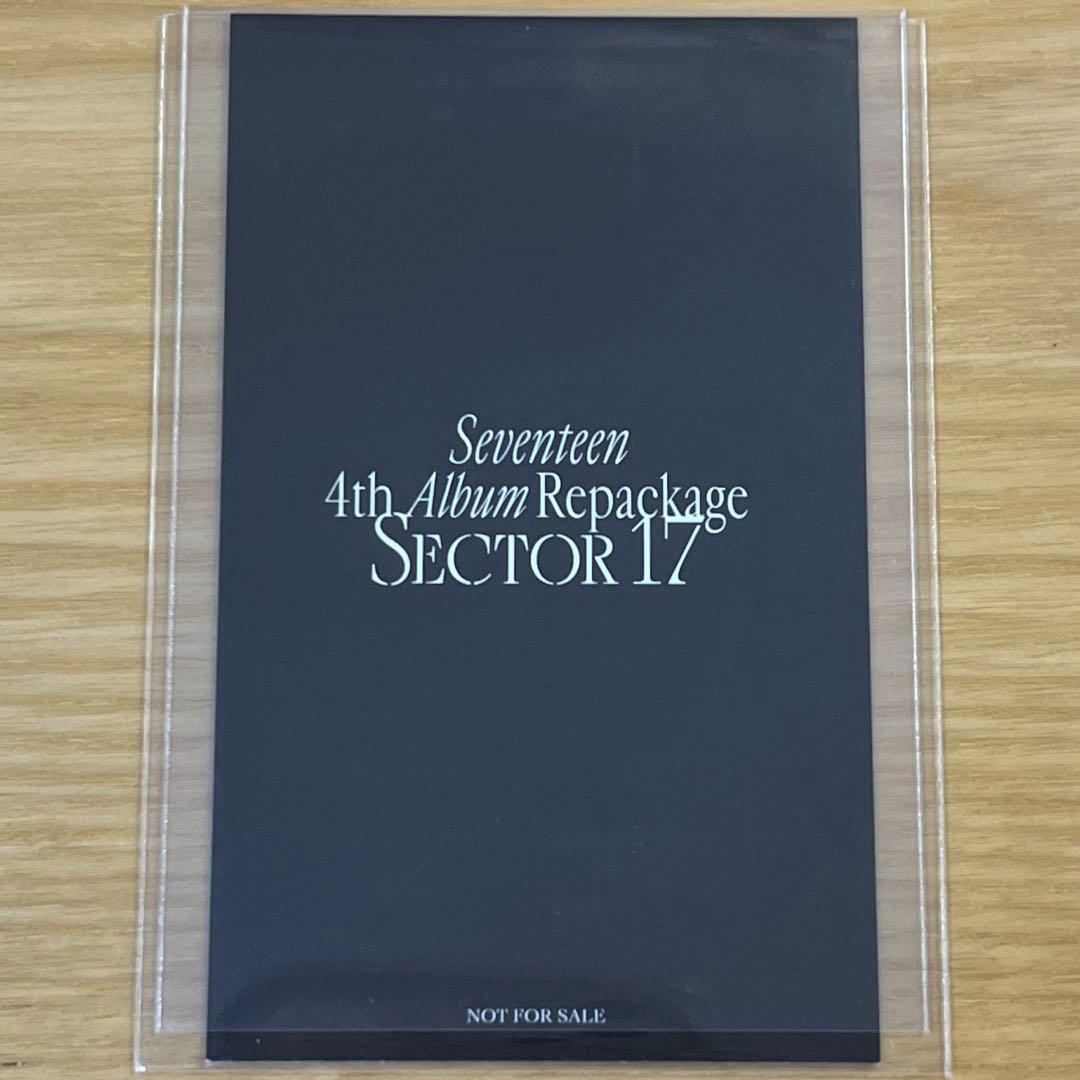 Seventeen
4th Album Repackage
SECTOR 17
NOT FOR SALE